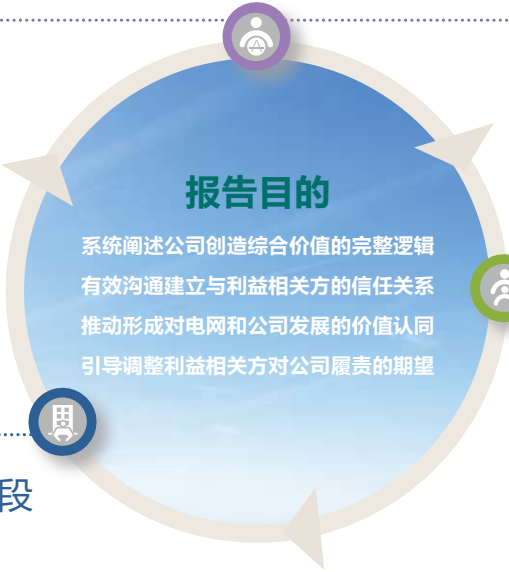 报告目的
系统阐述公司创造综合价值的完整逻辑
有效沟通建立与利益相关方的信任关系
推动形成对电网和公司发展的价值认同
引导调整利益相关方对公司履责的期望
段